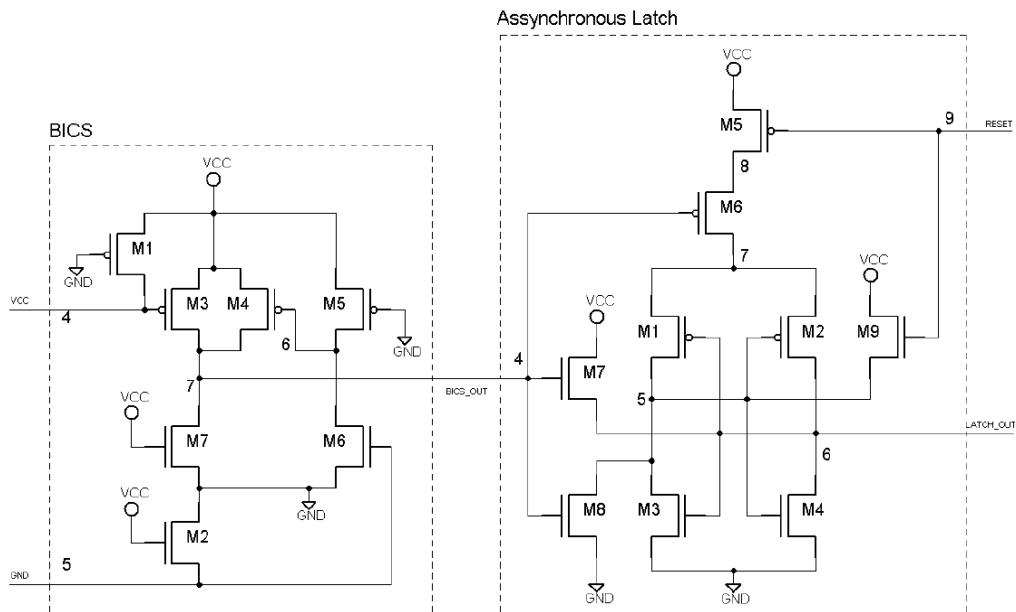 Assynchronous Latch
VCC
M5
9
RESET
BICS
8
VCC
M6
M1
7
GND
VCC
VCC
M3
M4
M5
VCC
M1
M2
M9
4
6
GND
4
M7
7
BICS_OUT
5
VCC
LATCH_OUT
M7
M6
6
VCC
GND
M8
M3
M4
M2
5
GND
GND
GND